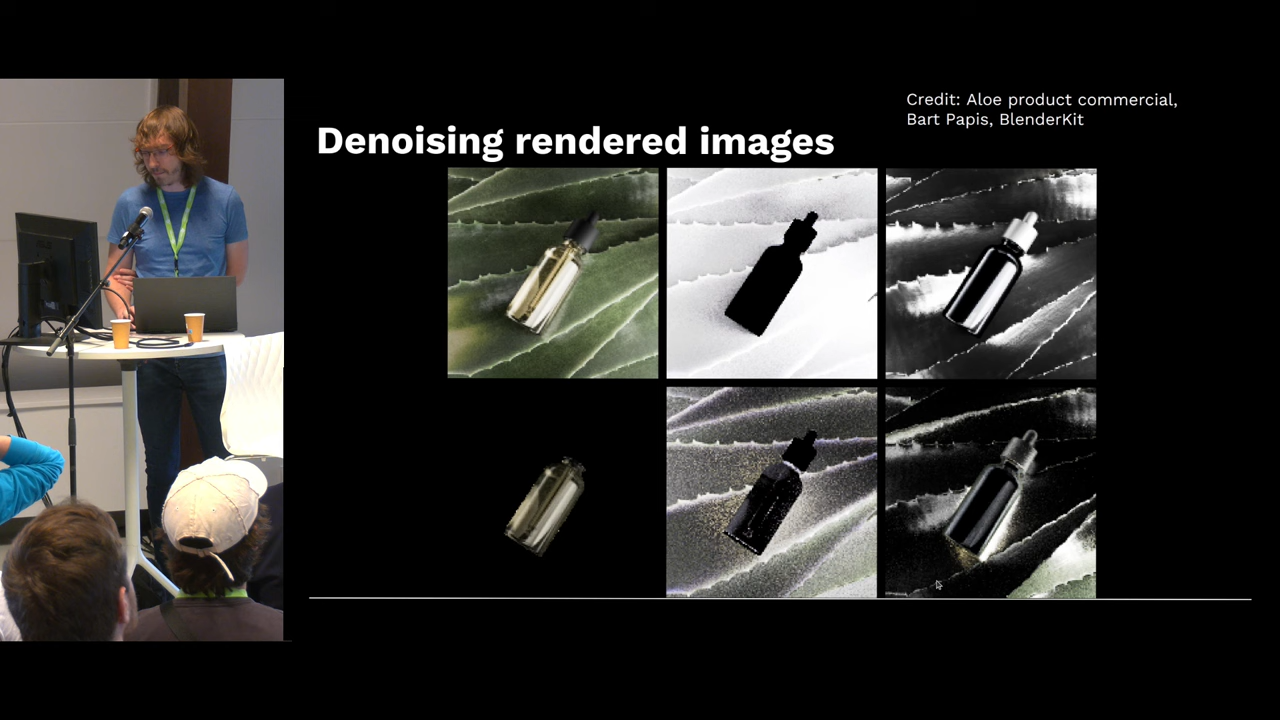 Credit: Aloe product commercial,
Bart Papis, BlenderKit
Denoising rendered images